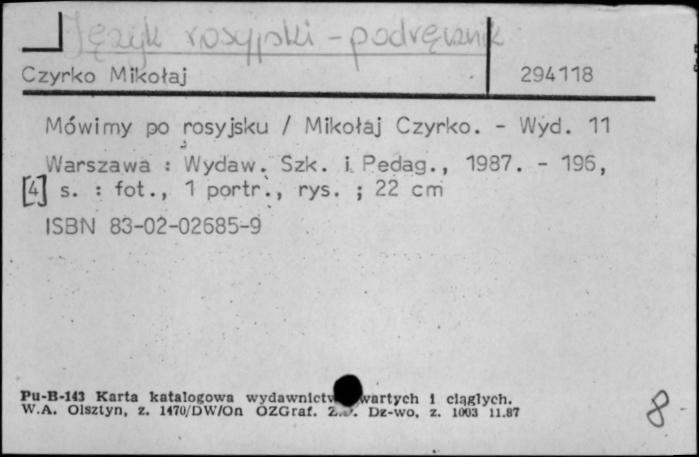 Język rosyjski - podręcznik
Czyrko Mikołaj 294118
Mówimy po rosyjsku / Mikołaj Czyrko. - Wyd. 11
Warszawa : Wydaw. Szk. i Pedag., 1987. - 196,
[4] s. : fot., 1 portr., rys. ; 22 cm
ISBN 83-02-02685-9
Pu-B-143 Karta katalogowa wydawnictw wartych i ciągłych.
W.A. Olsztyn, z. 1470/DW/On OZGraf. Z. Dz-wo, z. 1003 11.87
8